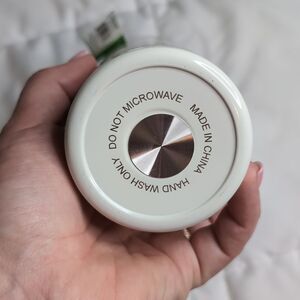 DO NOT MICROWAVE
MADE IN CHINA
HAND WASH ONLY